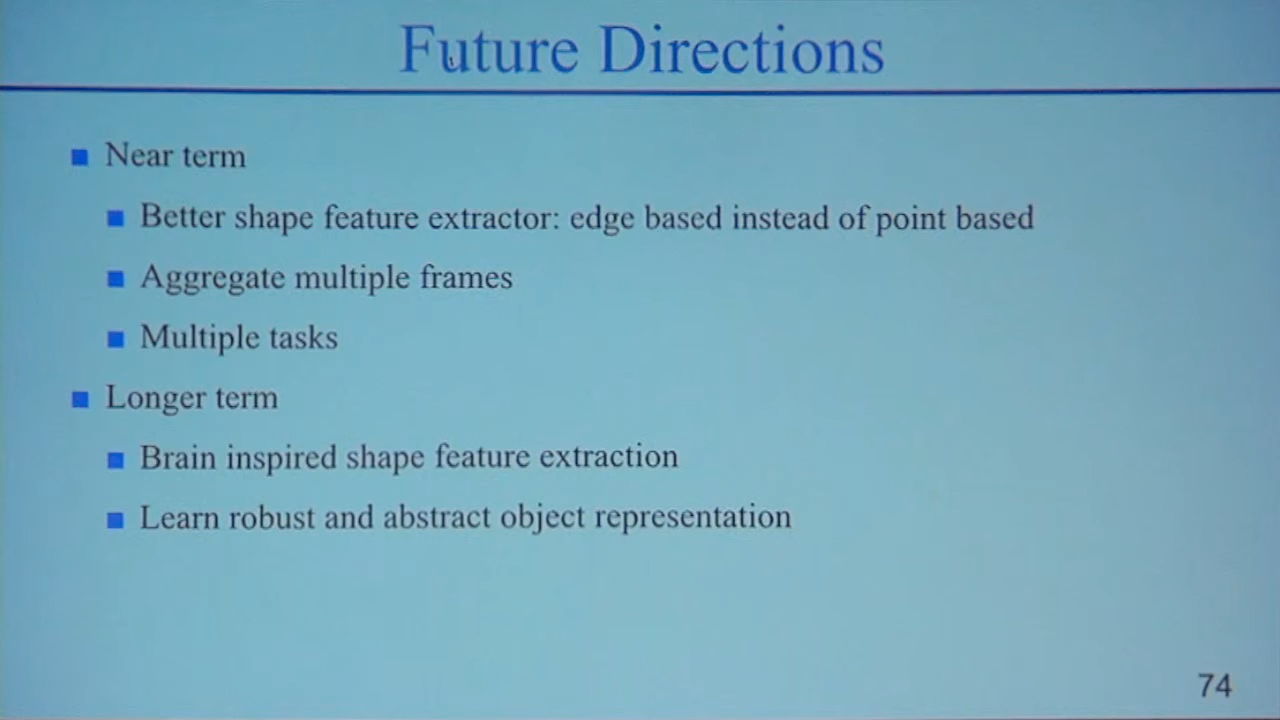 Future Directions
Near term
Better shape feature extractor: edge based instead of point based
Aggregate multiple frames
Multiple tasks
Longer term
Brain inspired shape feature extraction
Learn robust and abstract object representation
74